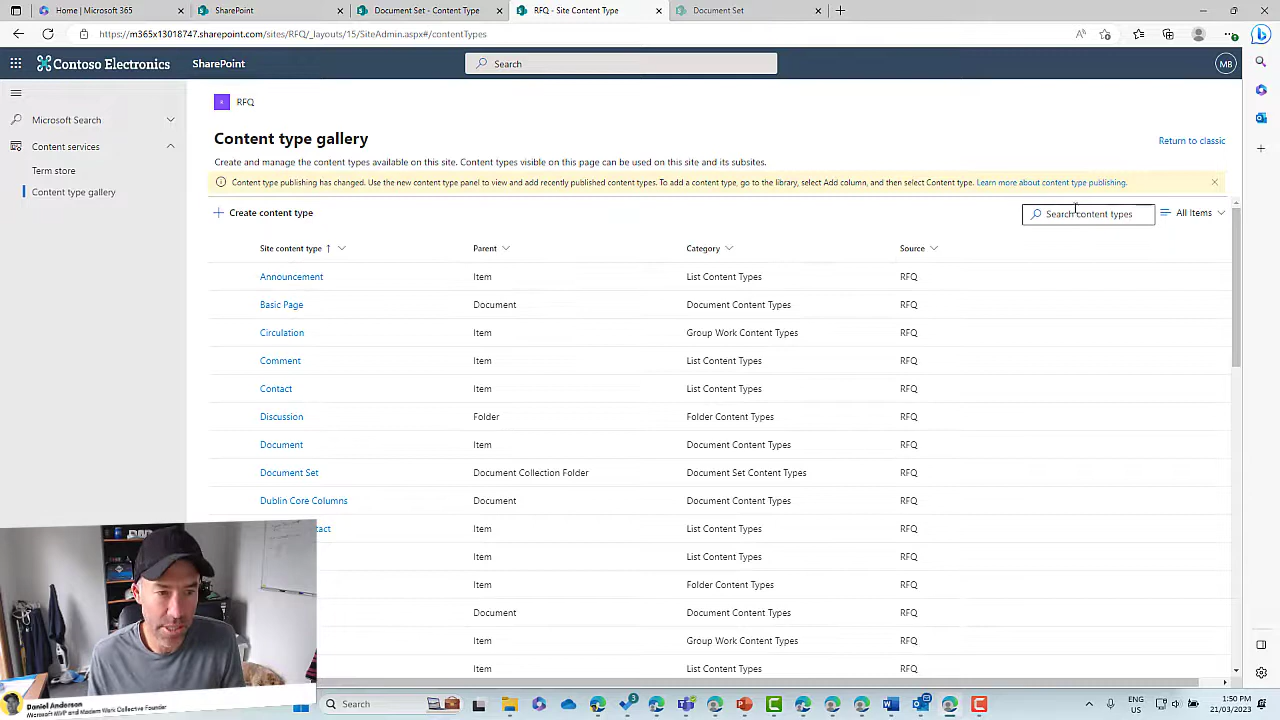 Home | Microsoft 365
SharePoint
Document Set - Content Type
RFQ - Site Content Type
Document Set
https://m365x13018747.sharepoint.com/sites/RFQ/_layouts/15/SiteAdmin.aspx#/contentTypes
Contoso Electronics
SharePoint
Search
MB
Microsoft Search
Content services
Term store
Content type gallery
RFQ
Content type gallery
Return to classic
Create and manage the content types available on this site. Content types visible on this page can be used on this site and its subsites.
Content type publishing has changed. Use the new content type panel to view and add recently published content types. To add a content type, go to the library, select Add column, and then select Content type. Learn more about content type publishing.
Create content type
Search content types
All Items
Site content type Parent Category Source
Announcement Item List Content Types RFQ
Basic Page Document Document Content Types RFQ
Circulation Item Group Work Content Types RFQ
Comment Item List Content Types RFQ
Contact Item List Content Types RFQ
Discussion Folder Folder Content Types RFQ
Document Item Document Content Types RFQ
Document Set Document Collection Folder Document Set Content Types RFQ
Dublin Core Columns Document Document Content Types RFQ
tact Item List Content Types RFQ
Item List Content Types RFQ
Item Folder Content Types RFQ
Document Document Content Types RFQ
Item Group Work Content Types RFQ
Item List Content Types RFQ
Daniel Anderson
Microsoft MVP and Modern Work Collective Founder
Search
3
ENG
US
1:50 PM
21/03/2023